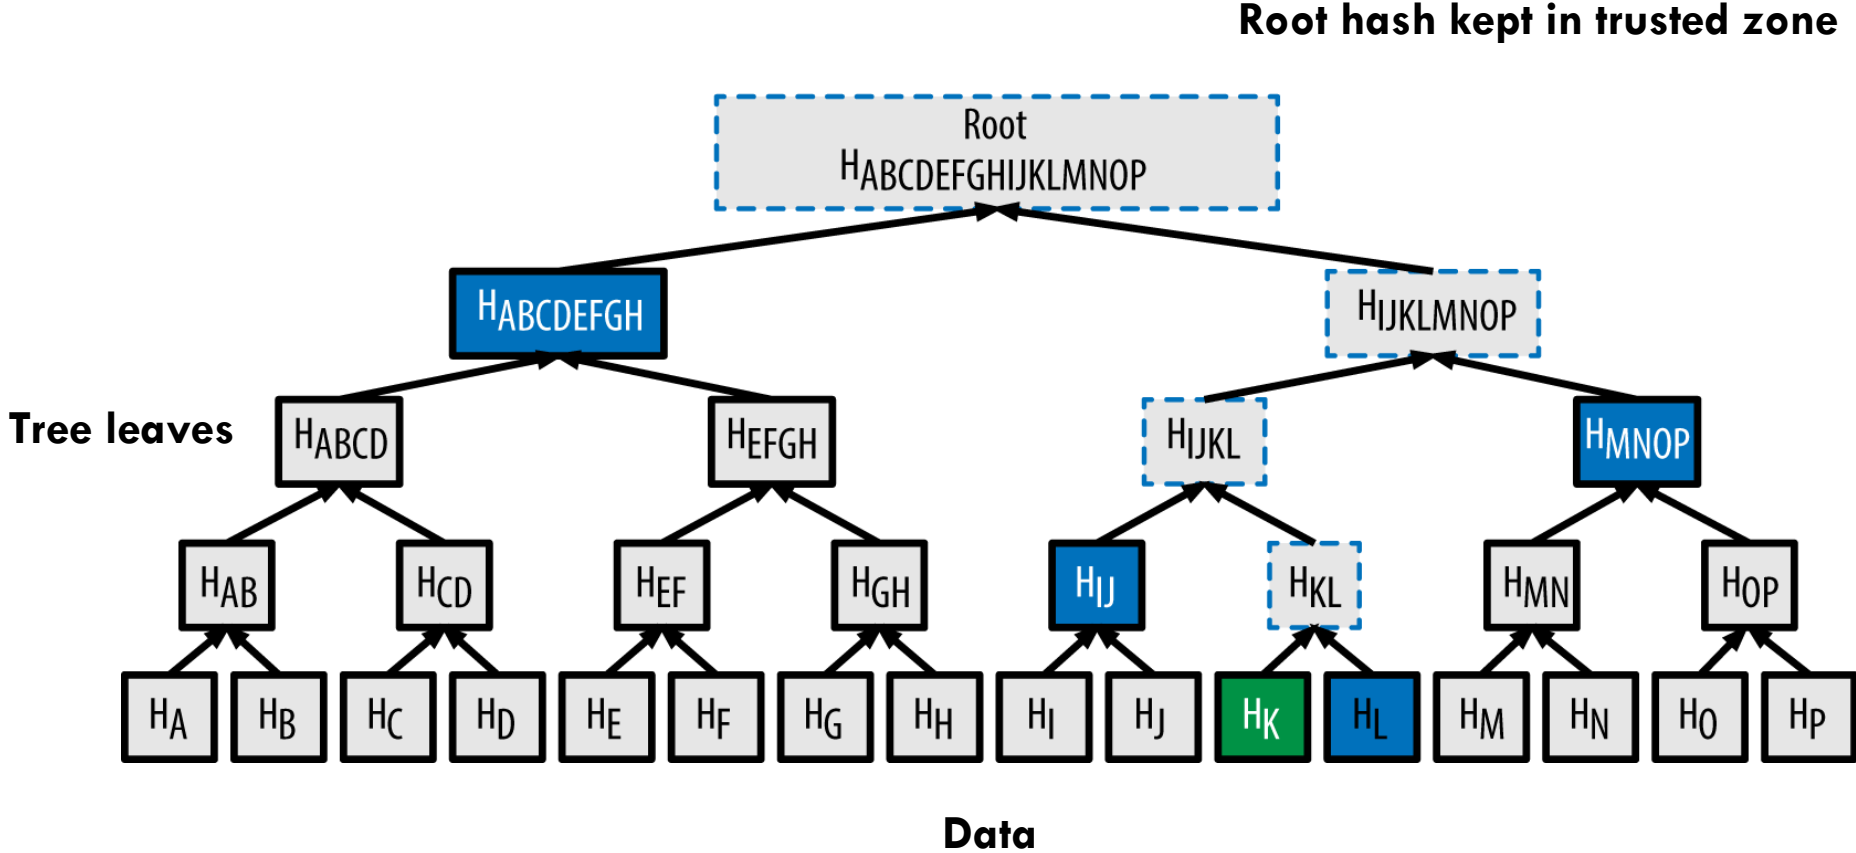 Root hash kept in trusted zone
Root
HABCDEFGHIJKLMNOP
HABCDEFGH
HIJKLMNOP
Tree leaves
HABCD
HEFGH
HIJKL
HMNOP
HAB
HCD
HEF
HGH
HIJ
HKL
HMN
HOP
HA
HB
HC
HD
HE
HF
HG
HH
HI
HJ
HK
HL
HM
HN
HO
HP
Data